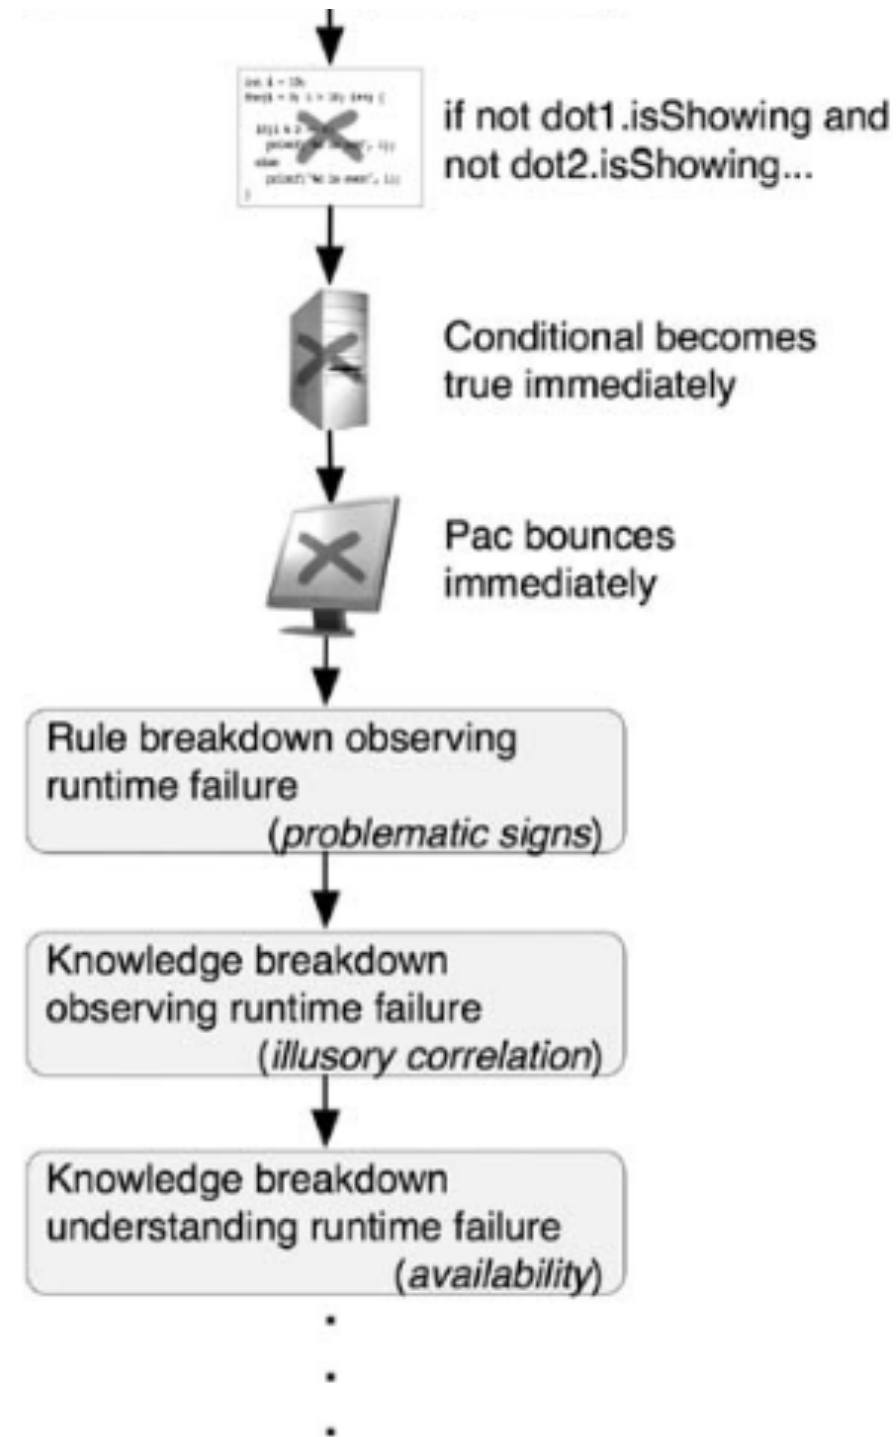 if not dot1.isShowing and
not dot2.isShowing...
Conditional becomes
true immediately
Pac bounces
immediately
Rule breakdown observing
runtime failure
(problematic signs)
Knowledge breakdown
observing runtime failure
(illusory correlation)
Knowledge breakdown
understanding runtime failure
(availability)